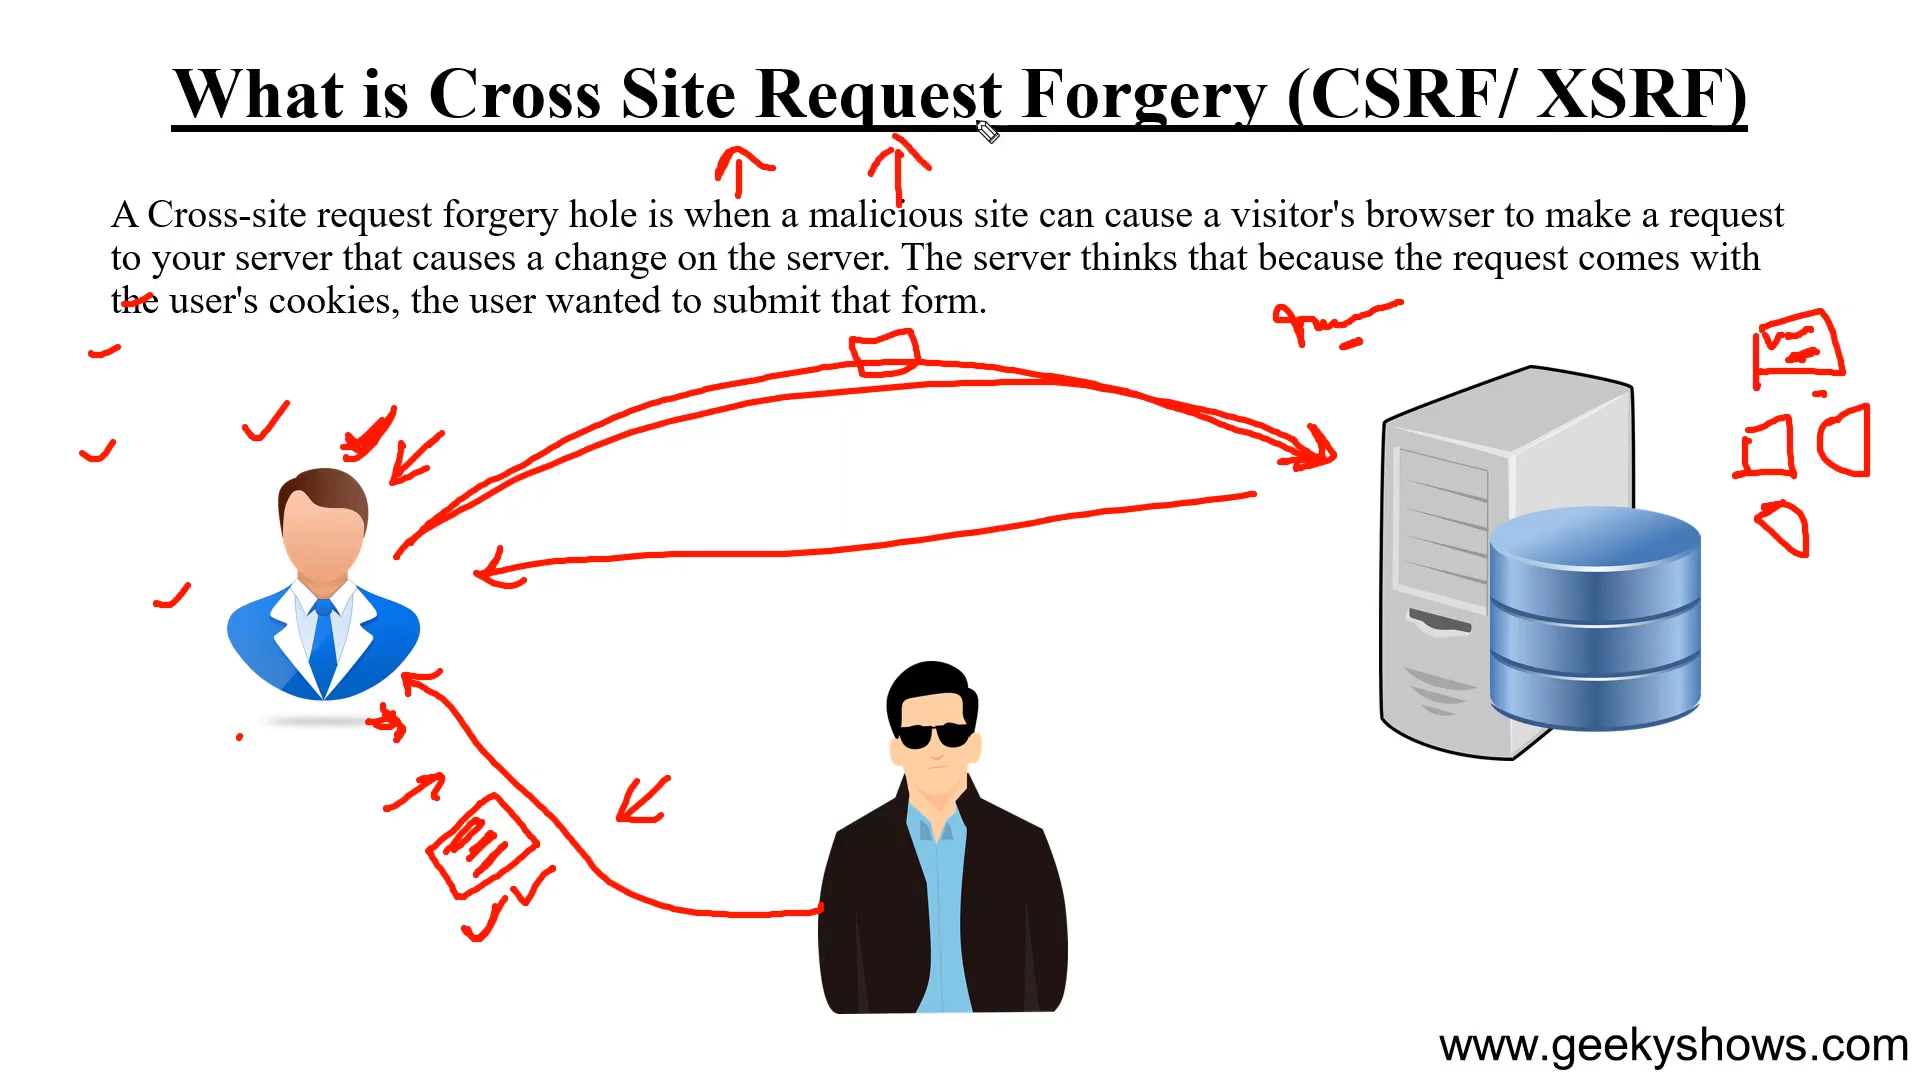 What is Cross Site Request Forgery (CSRF/ XSRF)
A Cross-site request forgery hole is when a malicious site can cause a visitor's browser to make a request
to your server that causes a change on the server. The server thinks that because the request comes with
the user's cookies, the user wanted to submit that form.
www.geekyshows.com